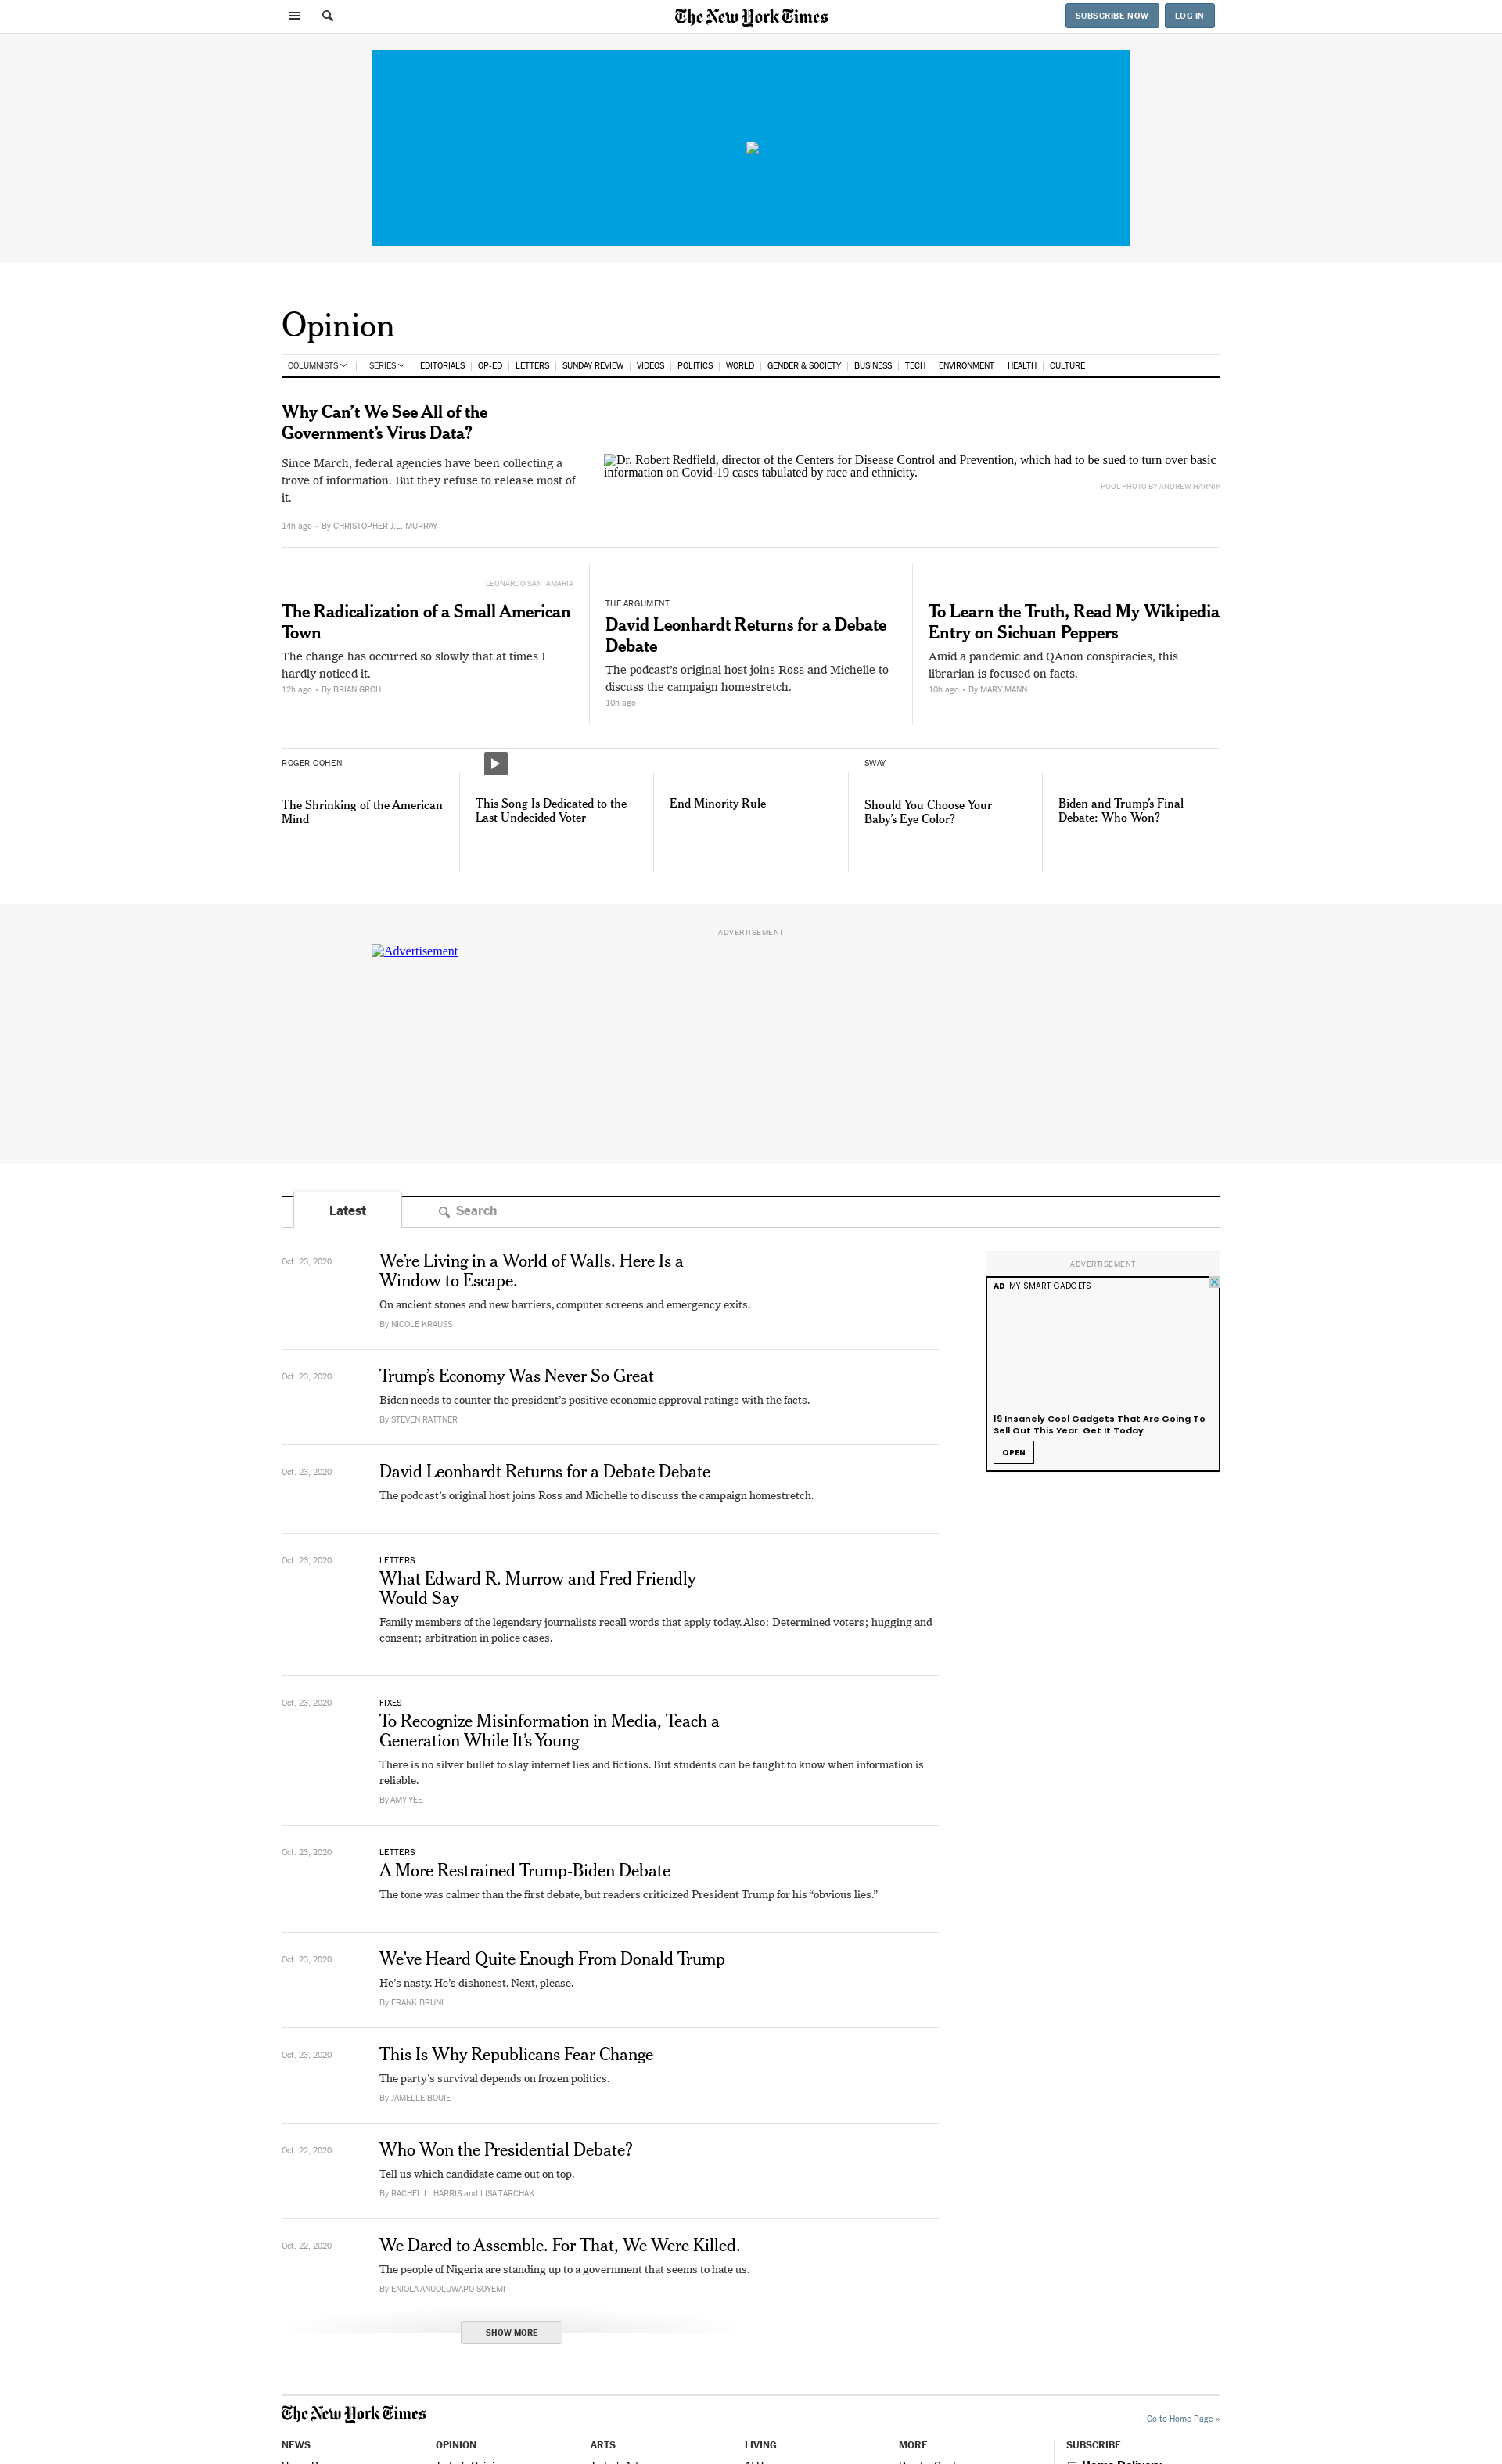 The New York Times
SUBSCRIBE NOW
LOG IN
Opinion
COLUMNISTS
SERIES
EDITORIALS
OP-ED
LETTERS
SUNDAY REVIEW
VIDEOS
POLITICS
WORLD
GENDER & SOCIETY
BUSINESS
TECH
ENVIRONMENT
HEALTH
CULTURE
Why Can’t We See All of the
Government’s Virus Data?
Since March, federal agencies have been collecting a
trove of information. But they refuse to release most of
it.
14h ago • By CHRISTOPHER J.L. MURRAY
Dr. Robert Redfield, director of the Centers for Disease Control and Prevention, which had to be sued to turn over basic
information on Covid-19 cases tabulated by race and ethnicity.
POOL PHOTO BY ANDREW HARNIK
LEONARDO SANTAMARIA
The Radicalization of a Small American
Town
The change has occurred so slowly that at times I
hardly noticed it.
12h ago • By BRIAN GROH
THE ARGUMENT
David Leonhardt Returns for a Debate
Debate
The podcast’s original host joins Ross and Michelle to
discuss the campaign homestretch.
10h ago
To Learn the Truth, Read My Wikipedia
Entry on Sichuan Peppers
Amid a pandemic and QAnon conspiracies, this
librarian is focused on facts.
10h ago • By MARY MANN
ROGER COHEN
The Shrinking of the American
Mind
This Song Is Dedicated to the
Last Undecided Voter
End Minority Rule
SWAY
Should You Choose Your
Baby’s Eye Color?
Biden and Trump’s Final
Debate: Who Won?
ADVERTISEMENT
Advertisement
Latest
Search
Oct. 23, 2020
We’re Living in a World of Walls. Here Is a
Window to Escape.
On ancient stones and new barriers, computer screens and emergency exits.
By NICOLE KRAUSS
ADVERTISEMENT
AD MY SMART GADGETS
19 Insanely Cool Gadgets That Are Going To
Sell Out This Year. Get It Today
OPEN
Oct. 23, 2020
Trump’s Economy Was Never So Great
Biden needs to counter the president’s positive economic approval ratings with the facts.
By STEVEN RATTNER
Oct. 23, 2020
David Leonhardt Returns for a Debate Debate
The podcast’s original host joins Ross and Michelle to discuss the campaign homestretch.
Oct. 23, 2020
LETTERS
What Edward R. Murrow and Fred Friendly
Would Say
Family members of the legendary journalists recall words that apply today. Also: Determined voters; hugging and
consent; arbitration in police cases.
Oct. 23, 2020
FIXES
To Recognize Misinformation in Media, Teach a
Generation While It’s Young
There is no silver bullet to slay internet lies and fictions. But students can be taught to know when information is
reliable.
By AMY YEE
Oct. 23, 2020
LETTERS
A More Restrained Trump-Biden Debate
The tone was calmer than the first debate, but readers criticized President Trump for his “obvious lies.”
Oct. 23, 2020
We’ve Heard Quite Enough From Donald Trump
He’s nasty. He’s dishonest. Next, please.
By FRANK BRUNI
Oct. 23, 2020
This Is Why Republicans Fear Change
The party’s survival depends on frozen politics.
By JAMELLE BOUIE
Oct. 22, 2020
Who Won the Presidential Debate?
Tell us which candidate came out on top.
By RACHEL L. HARRIS and LISA TARCHAK
Oct. 22, 2020
We Dared to Assemble. For That, We Were Killed.
The people of Nigeria are standing up to a government that seems to hate us.
By ENIOLA ANUOLUWAPO SOYEMI
SHOW MORE
The New York Times
Go to Home Page »
NEWS
OPINION
ARTS
LIVING
MORE
SUBSCRIBE